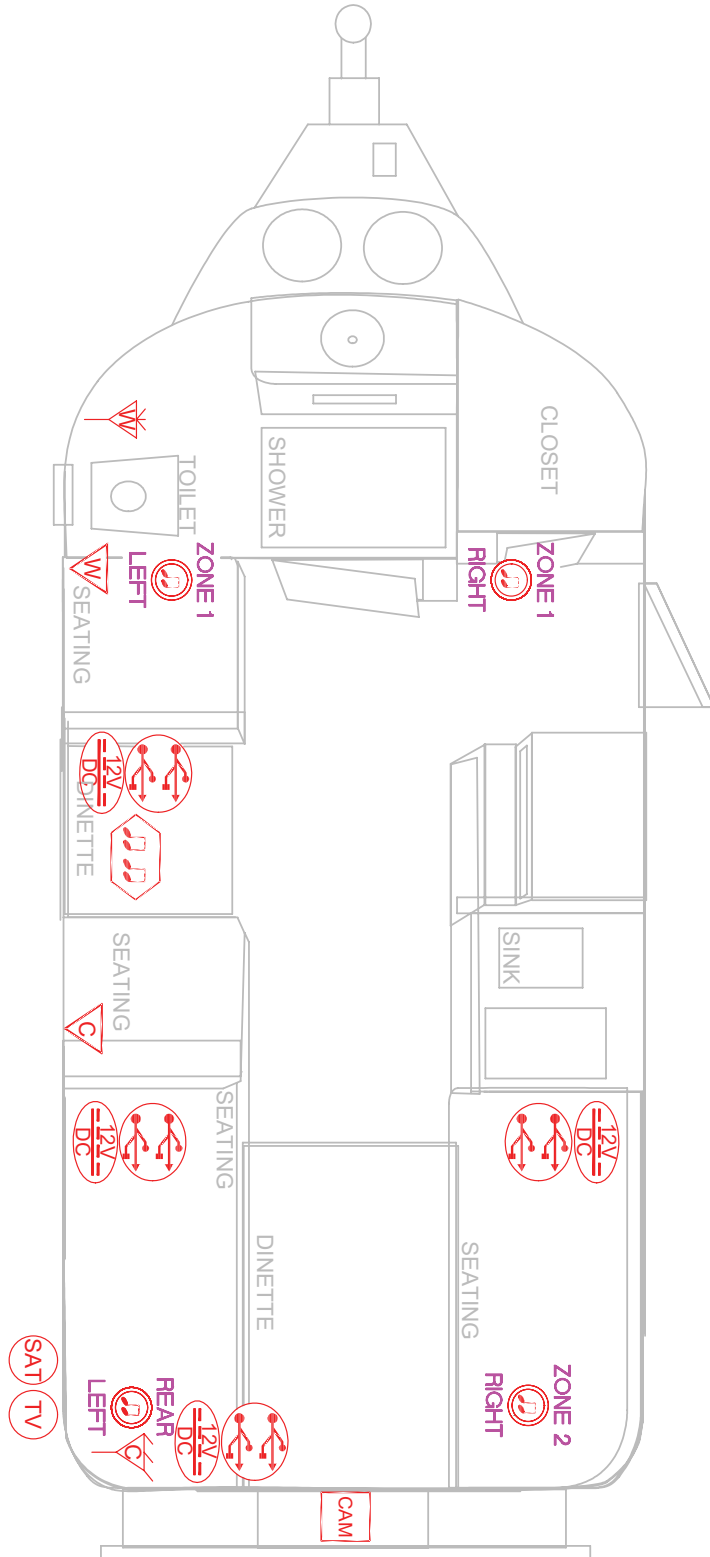 W
CLOSET
SHOWER
TOILET
W
ZONE 1
LEFT
ZONE 1
RIGHT
SEATING
12V
DC
DINETTE
SEATING
SINK
C
SEATING
12V
DC
12V
DC
DINETTE
SEATING
SAT
TV
REAR
LEFT
C
12V
DC
ZONE 2
RIGHT
CAM